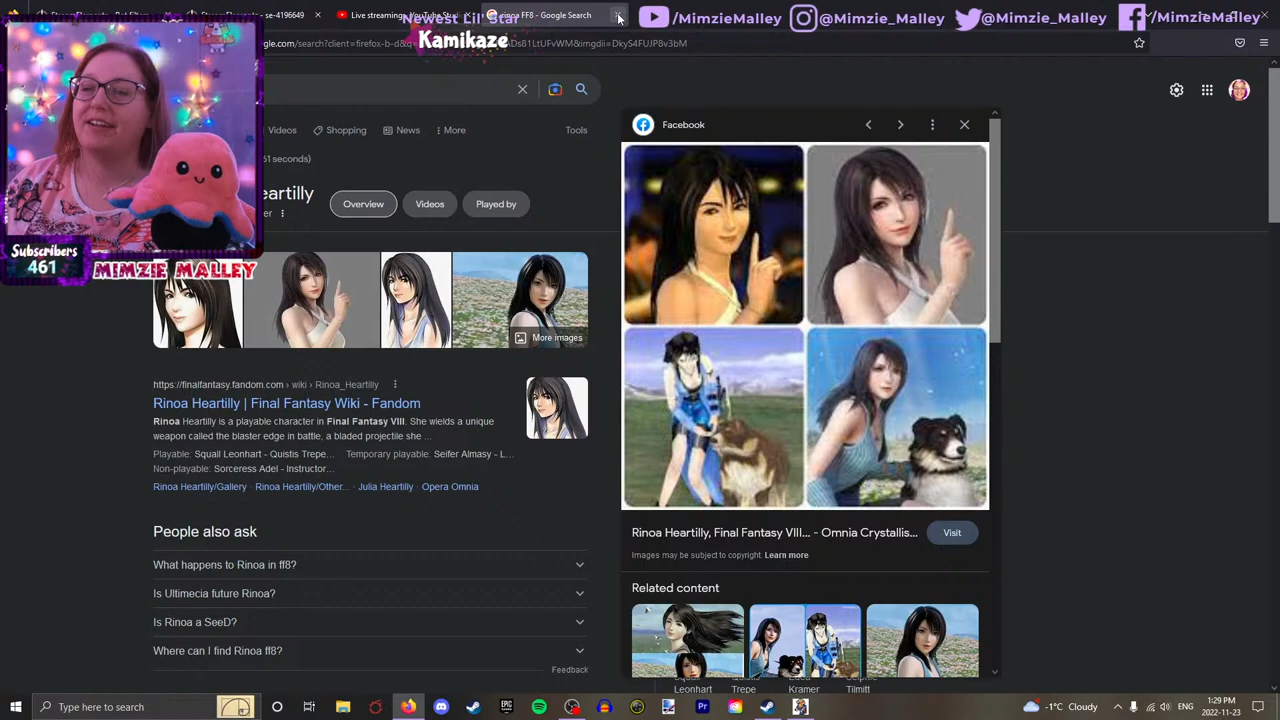 StreamElements - se-4196649
FF8 - Google Search
/MimzieMalley
@Mimzie_Malley
@Mimzie_Malley
/MimzieMalley
Kamikaze
Videos
Shopping
News
More
Tools
Overview
Videos
Played by
Subscribers
461
MIMZIE MALLEY
More images
https://finalfantasy.fandom.com › wiki › Rinoa_Heartilly
Rinoa Heartilly | Final Fantasy Wiki - Fandom
Rinoa Heartilly is a playable character in Final Fantasy VIII. She wields a unique
weapon called the blaster edge in battle, a bladed projectile she ...
Playable: Squall Leonhart - Quistis Trepe... Temporary playable: Seifer Almasy - L...
Non-playable: Sorceress Adel - Instructor...
Rinoa Heartilly/Gallery · Rinoa Heartilly/Other... · Julia Heartilly · Opera Omnia
People also ask
What happens to Rinoa in ff8?
Is Ultimecia future Rinoa?
Is Rinoa a SeeD?
Where can I find Rinoa ff8?
Feedback
Facebook
Rinoa Heartilly, Final Fantasy VIII... - Omnia Crystallis...
Visit
Images may be subject to copyright. Learn more
Related content
Leonhart
Trepe
Kramer
Tilmitt
Type here to search
-1°C Cloudy
1:29 PM
2022-11-23